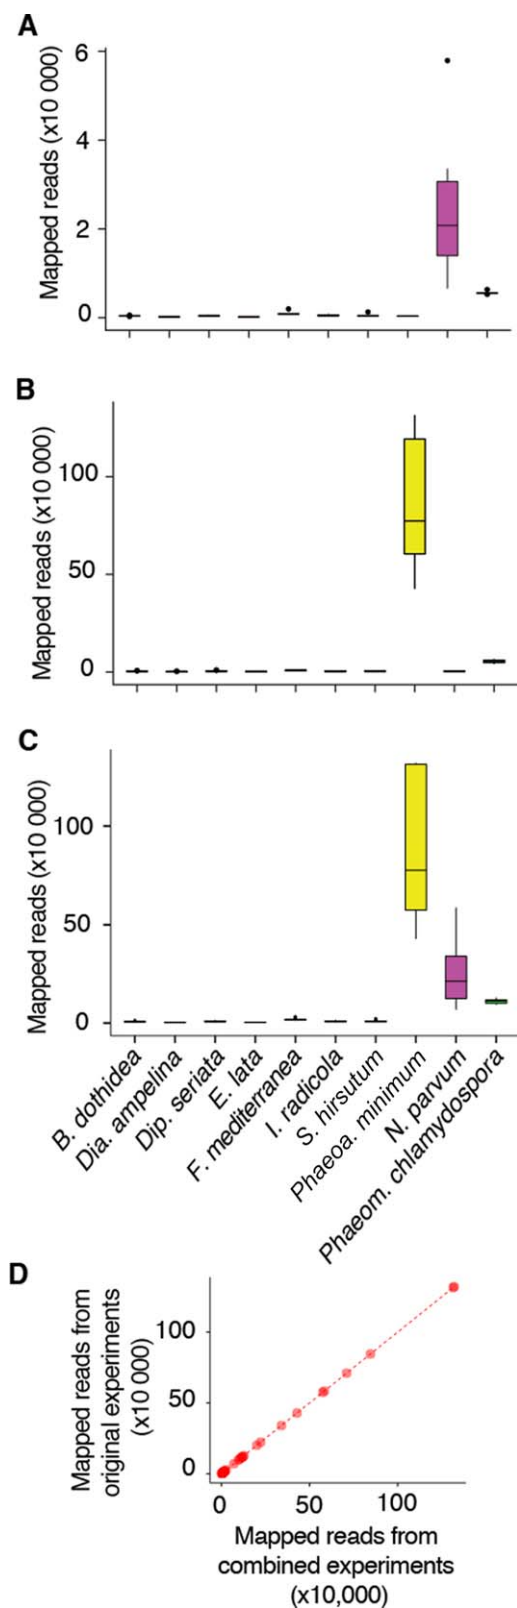 A
Mapped reads (x10 000)
6
4
2
0
B
Mapped reads (x10 000)
100
50
0
C
Mapped reads (x10 000)
100
50
0
B. dothidea
Dia. ampelina
Dip. seriata
E. lata
F. mediterranea
I. radicola
S. hirsutum
Phaeoa. minimum
N. parvum
Phaeom. chlamydospora
D
Mapped reads from
original experiments
(x10 000)
100
50
0
0 50 100
Mapped reads from
combined experiments
(x10,000)